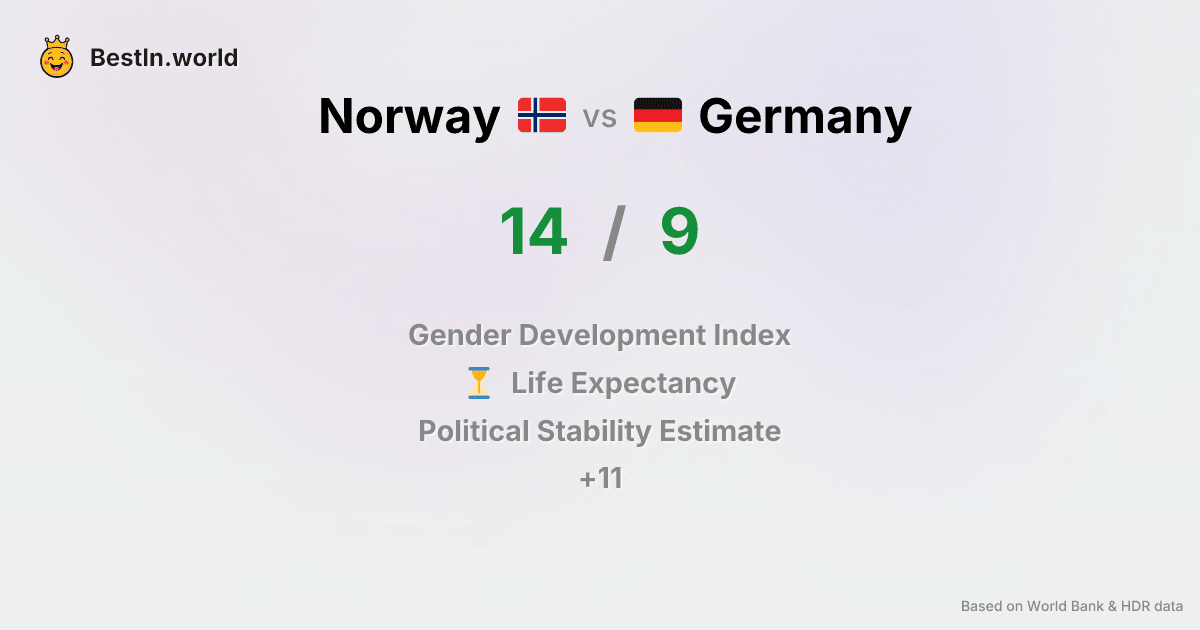 BestIn.world
Norway vs Germany
14 / 9
Gender Development Index
Life Expectancy
Political Stability Estimate
+11
Based on World Bank & HDR data